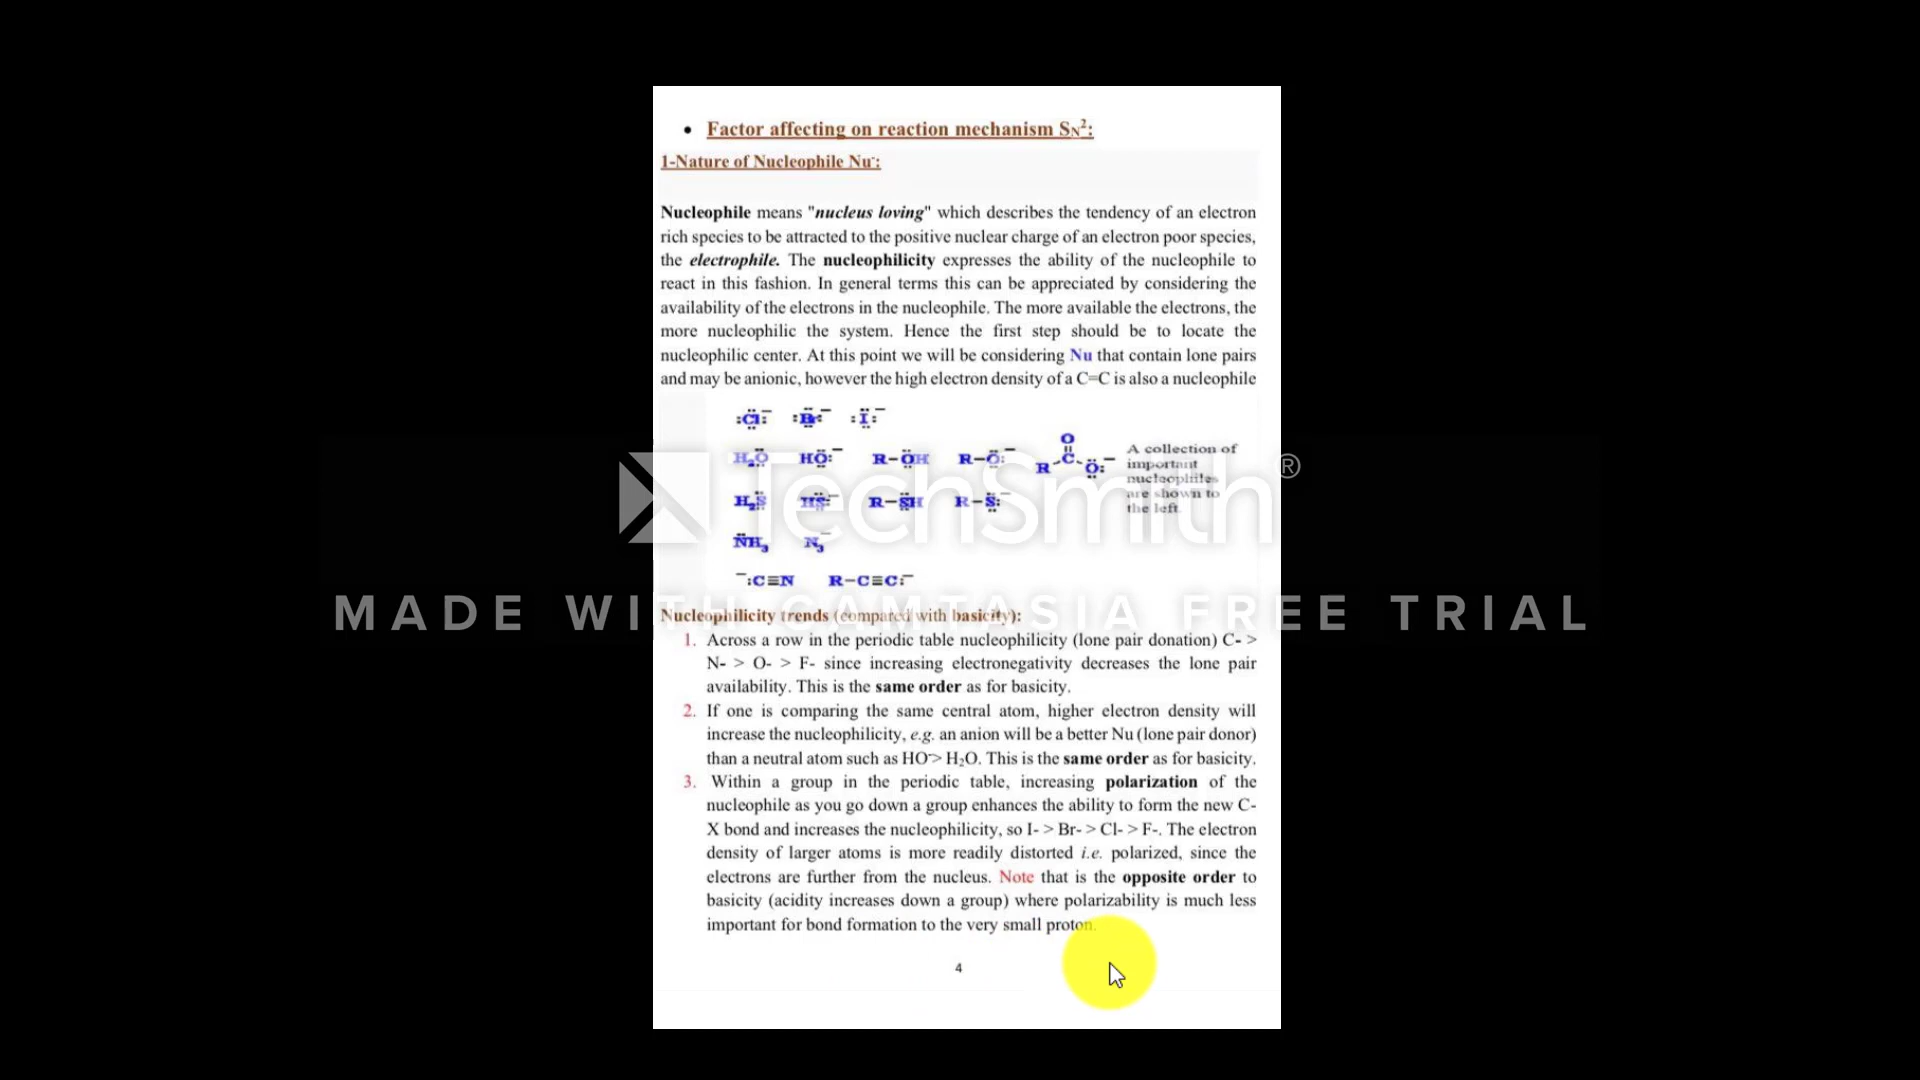 • Factor affecting on reaction mechanism SN²:
1-Nature of Nucleophile Nu⁻:
Nucleophile means "nucleus loving" which describes the tendency of an electron
rich species to be attracted to the positive nuclear charge of an electron poor species,
the electrophile. The nucleophilicity expresses the ability of the nucleophile to
react in this fashion. In general terms this can be appreciated by considering the
availability of the electrons in the nucleophile. The more available the electrons, the
more nucleophilic the system. Hence the first step should be to locate the
nucleophilic center. At this point we will be considering Nu that contain lone pairs
and may be anionic, however the high electron density of a C=C is also a nucleophile
:Cl:⁻ :Br:⁻ :I:⁻
H₂O HO:⁻ R-OH R-O:⁻ R-C(=O)-O:⁻
A collection of
important
nucleophiles
are shown to
the left.
H₂S HS:⁻ R-SH R-S:⁻
NH₃ N₃⁻
⁻:C≡N R-C≡C:⁻
TechSmith®
MADE WITH CAMTASIA FREE TRIAL
Nucleophilicity trends (compared with basicity):
1. Across a row in the periodic table nucleophilicity (lone pair donation) C- >
N- > O- > F- since increasing electronegativity decreases the lone pair
availability. This is the same order as for basicity.
2. If one is comparing the same central atom, higher electron density will
increase the nucleophilicity, e.g. an anion will be a better Nu (lone pair donor)
than a neutral atom such as HO⁻> H₂O. This is the same order as for basicity.
3. Within a group in the periodic table, increasing polarization of the
nucleophile as you go down a group enhances the ability to form the new C-
X bond and increases the nucleophilicity, so I- > Br- > Cl- > F-. The electron
density of larger atoms is more readily distorted i.e. polarized, since the
electrons are further from the nucleus. Note that is the opposite order to
basicity (acidity increases down a group) where polarizability is much less
important for bond formation to the very small proton.
4